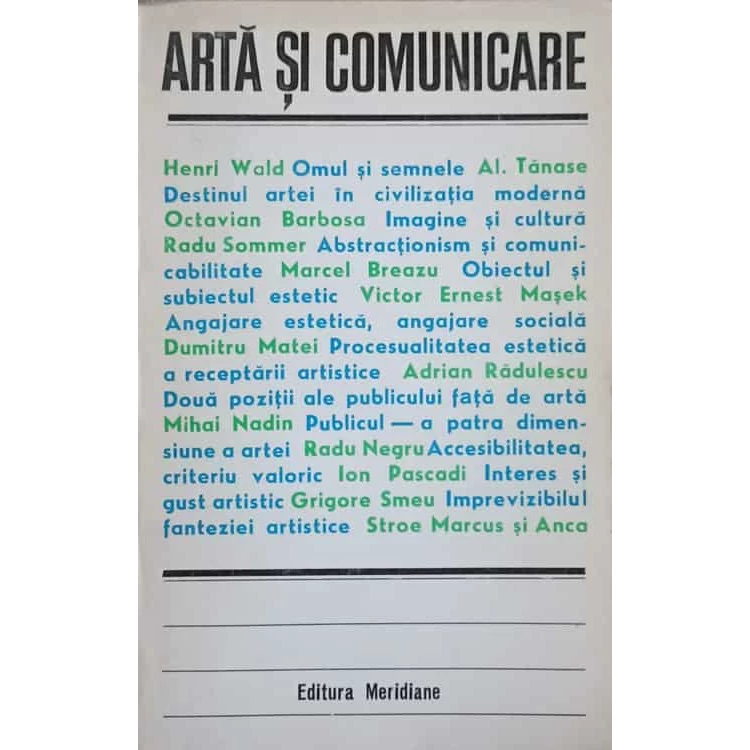 ARTĂ ȘI COMUNICARE
Henri Wald Omul și semnele Al. Tănase
Destinul artei în civilizația modernă
Octavian Barbosa Imagine și cultură
Radu Sommer Abstracționism și comuni-
cabilitate Marcel Breazu Obiectul și
subiectul estetic Victor Ernest Mașek
Angajare estetică, angajare socială
Dumitru Matei Procesualitatea estetică
a receptării artistice Adrian Rădulescu
Două poziții ale publicului față de artă
Mihai Nadin Publicul — a patra dimen-
siune a artei Radu Negru Accesibilitatea,
criteriu valoric Ion Pascadi Interes și
gust artistic Grigore Smeu Imprevizibilul
fanteziei artistice Stroe Marcus și Anca
Editura Meridiane